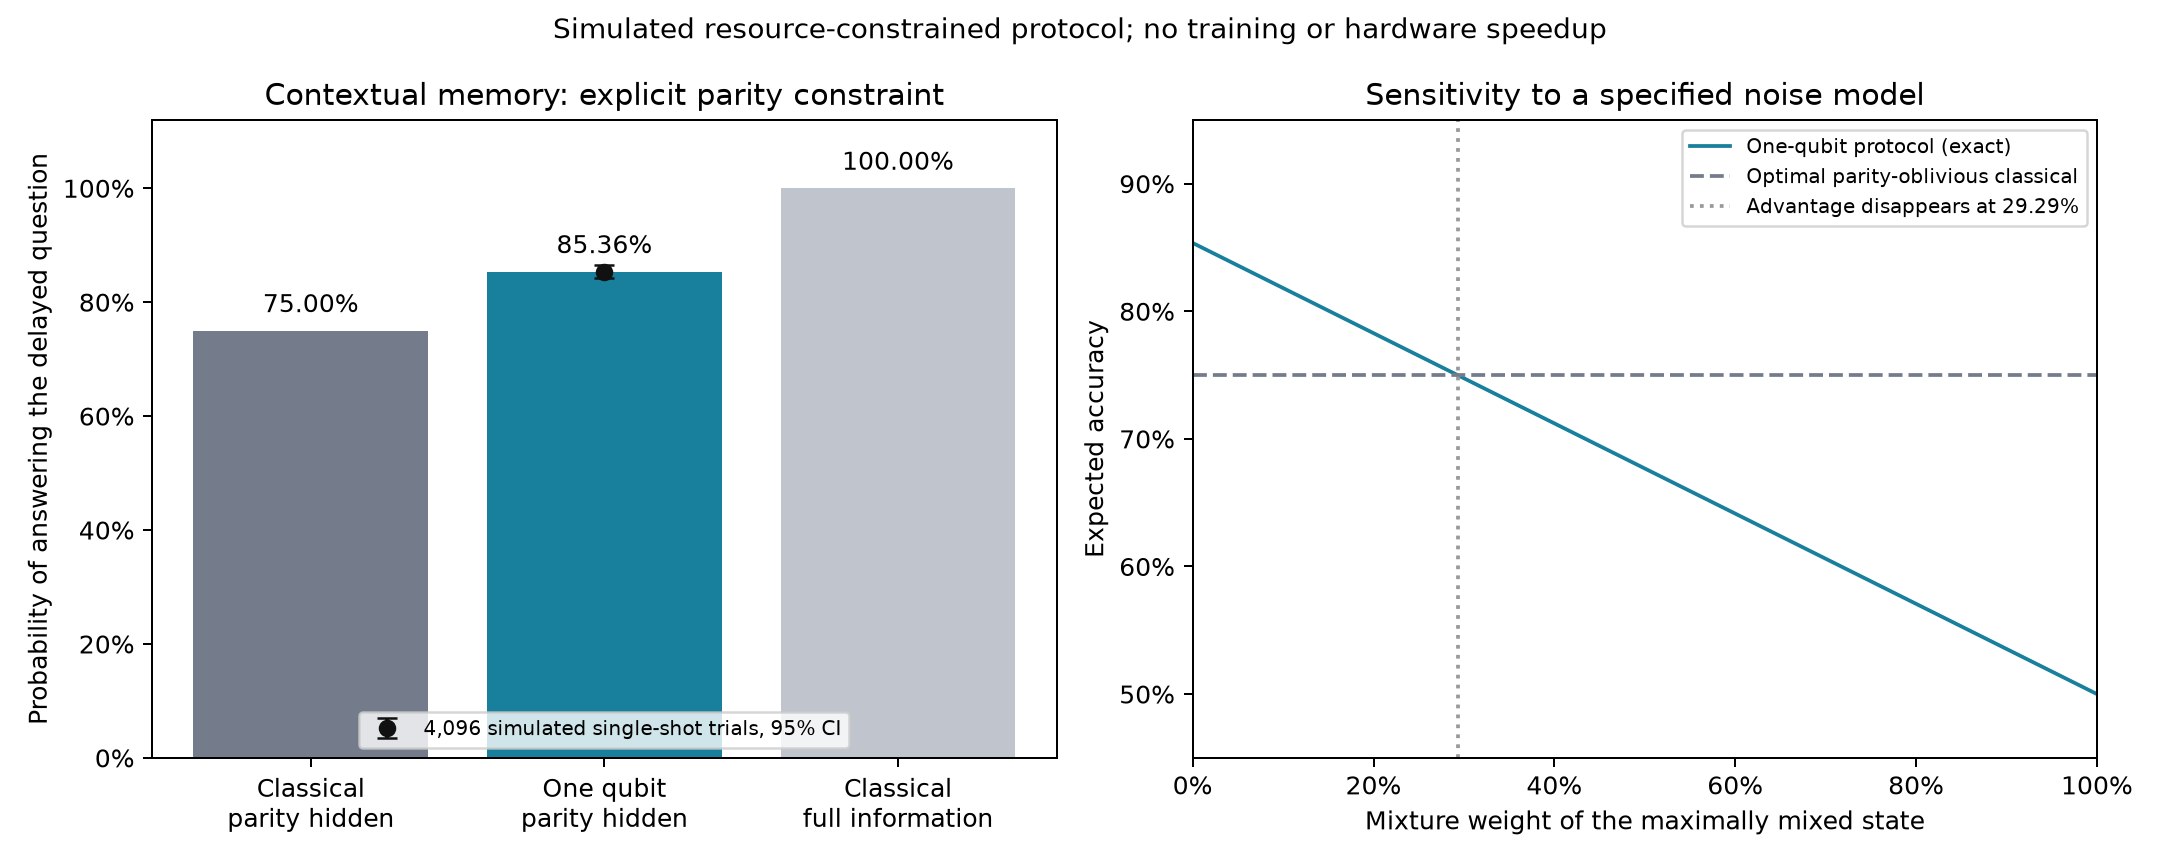 Simulated resource-constrained protocol; no training or hardware speedup
Contextual memory: explicit parity constraint
Probability of answering the delayed question
100%
80%
60%
40%
20%
0%
75.00%
85.36%
100.00%
4,096 simulated single-shot trials, 95% CI
Classical
parity hidden
One qubit
parity hidden
Classical
full information
Sensitivity to a specified noise model
Expected accuracy
90%
80%
70%
60%
50%
One-qubit protocol (exact)
Optimal parity-oblivious classical
Advantage disappears at 29.29%
0%
20%
40%
60%
80%
100%
Mixture weight of the maximally mixed state